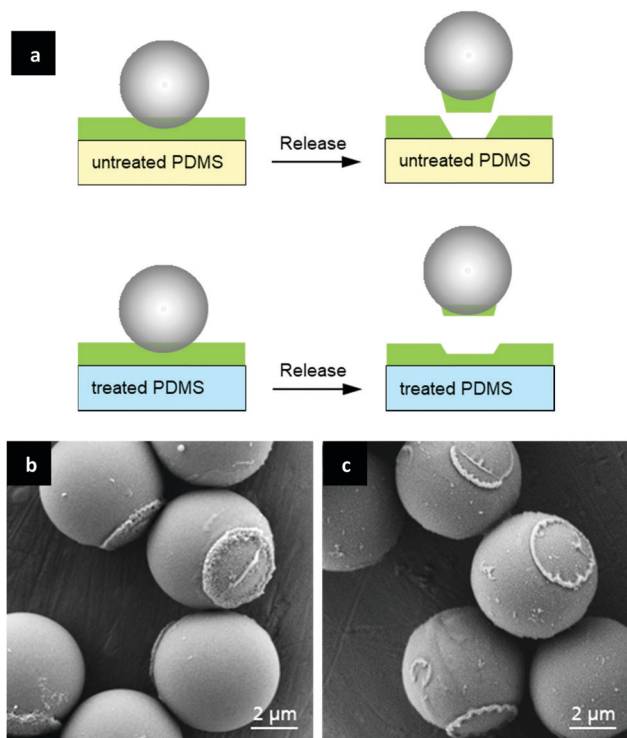 a
untreated PDMS
Release
untreated PDMS
treated PDMS
Release
treated PDMS
b
2 µm
c
2 µm